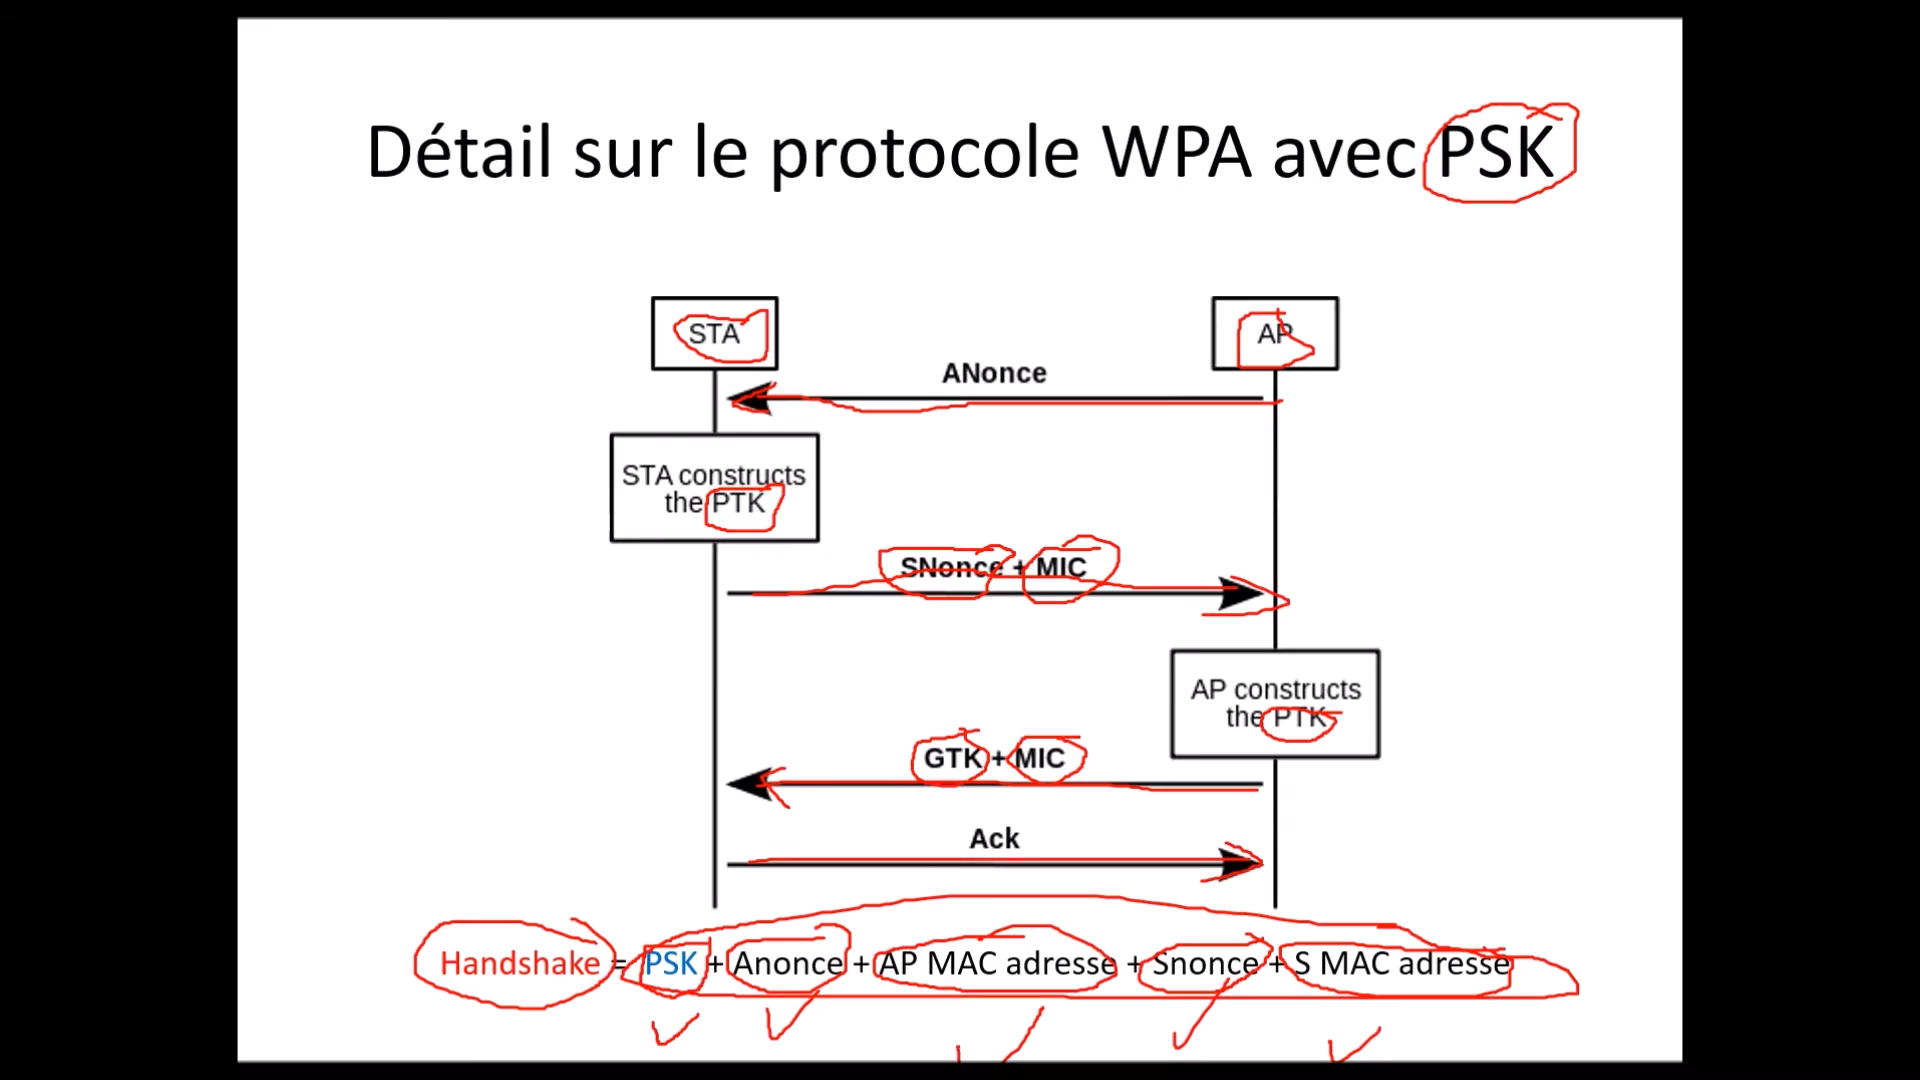 Détail sur le protocole WPA avec PSK
STA
AP
ANonce
STA constructs
the PTK
SNonce + MIC
AP constructs
the PTK
GTK + MIC
Ack
Handshake = PSK + Anonce + AP MAC adresse + Snonce + S MAC adresse